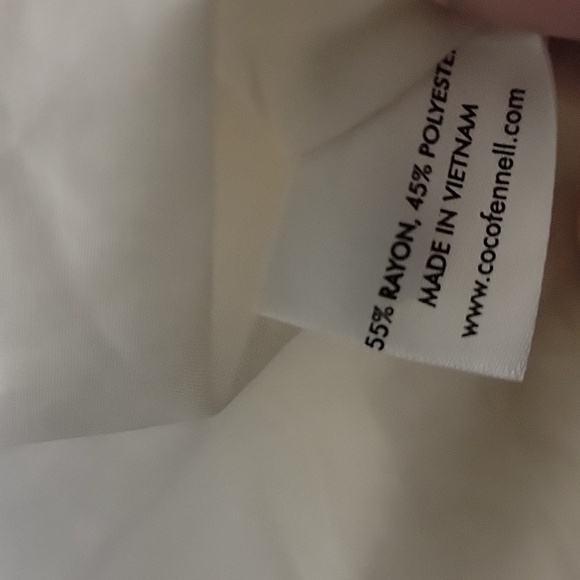 55% RAYON, 45% POLYESTE
MADE IN VIETNAM
www.cocofennell.com